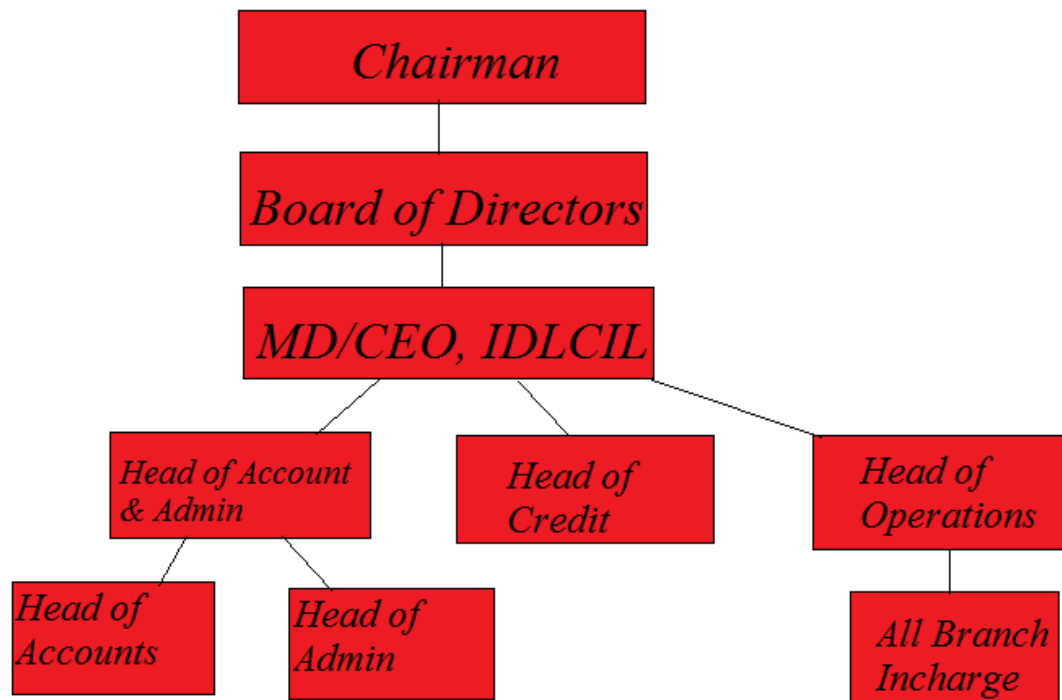 Chairman
Board of Directors
MD/CEO, IDLCIL
Head of Account
& Admin
Head of
Credit
Head of
Operations
Head of
Accounts
Head of
Admin
All Branch
Incharge